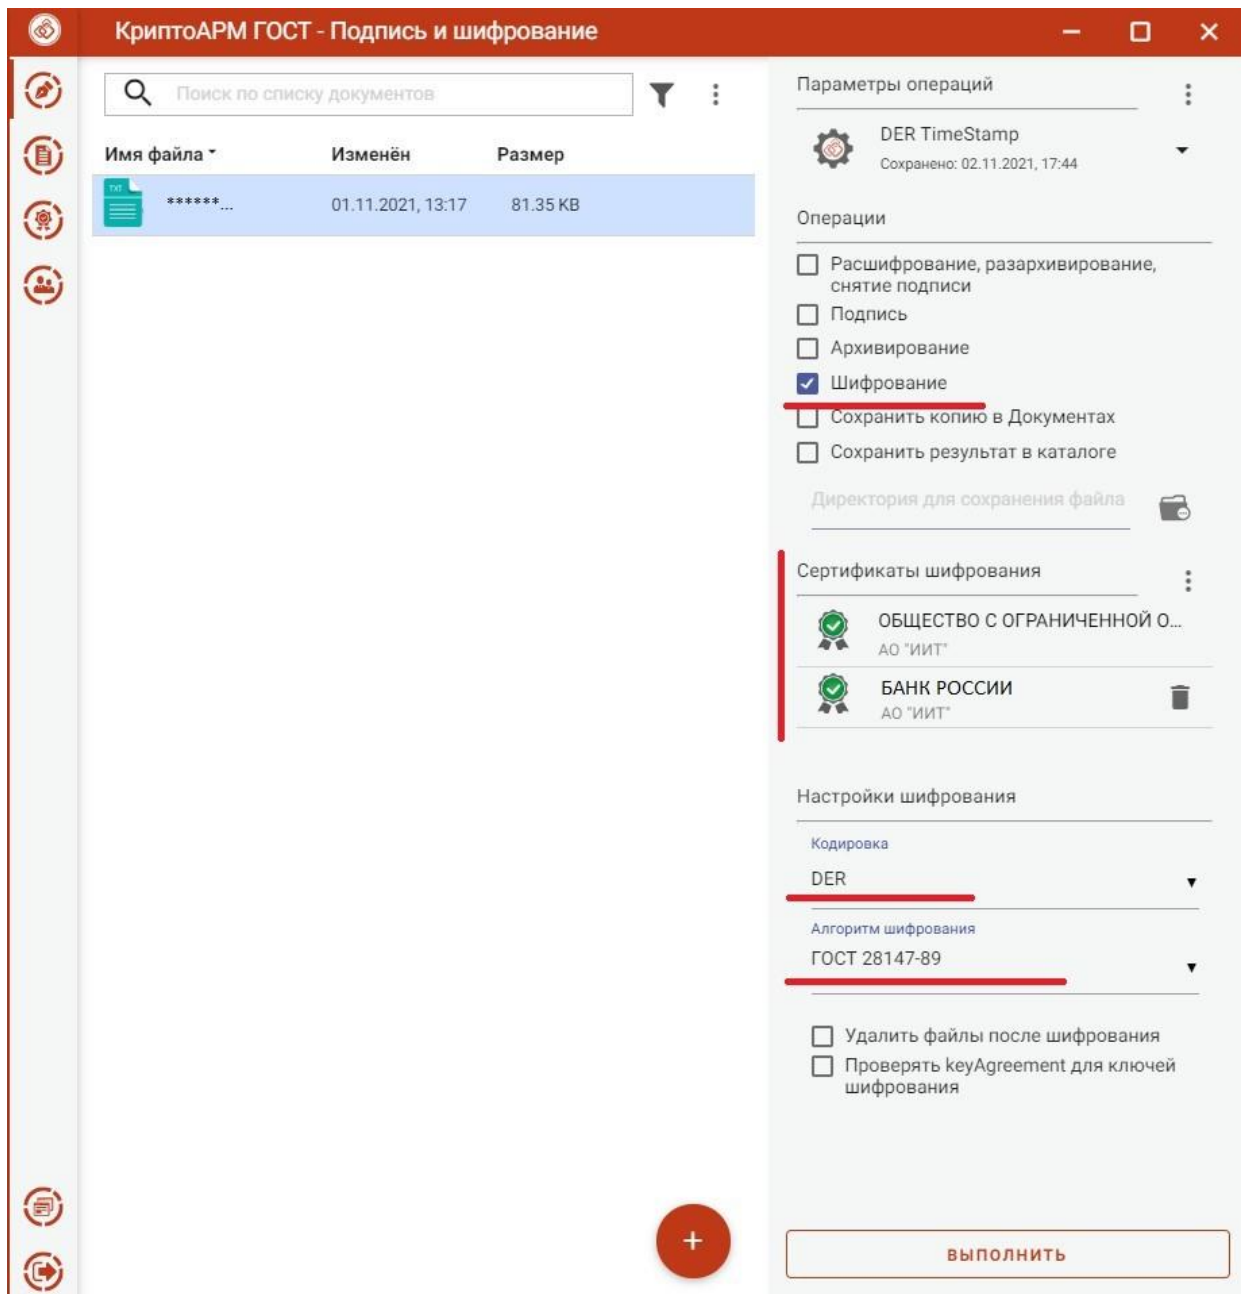 КриптоАРМ ГОСТ - Подпись и шифрование
Поиск по списку документов
Имя файла Изменён Размер
TXT
******... 01.11.2021, 13:17 81.35 KB
Параметры операций
DER TimeStamp
Сохранено: 02.11.2021, 17:44
Операции
Расшифрование, разархивирование,
снятие подписи
Подпись
Архивирование
Шифрование
Сохранить копию в Документах
Сохранить результат в каталоге
Директория для сохранения файла
Сертификаты шифрования
ОБЩЕСТВО С ОГРАНИЧЕННОЙ О...
АО "ИИТ"
БАНК РОССИИ
АО "ИИТ"
Настройки шифрования
Кодировка
DER
Алгоритм шифрования
ГОСТ 28147-89
Удалить файлы после шифрования
Проверять keyAgreement для ключей
шифрования
+
ВЫПОЛНИТЬ